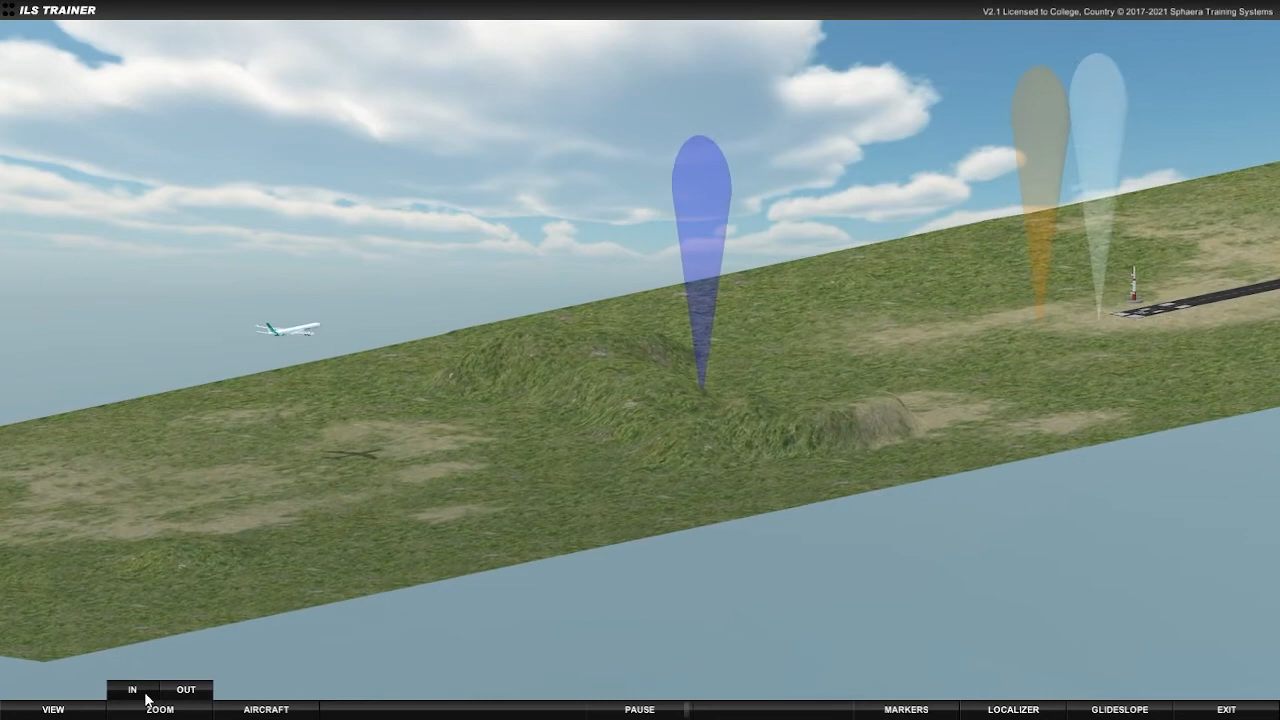 ILS TRAINER
V2.1 Licensed to College, Country © 2017-2021 Sphaera Training Systems
IN OUT
VIEW ZOOM AIRCRAFT PAUSE MARKERS LOCALIZER GLIDESLOPE EXIT